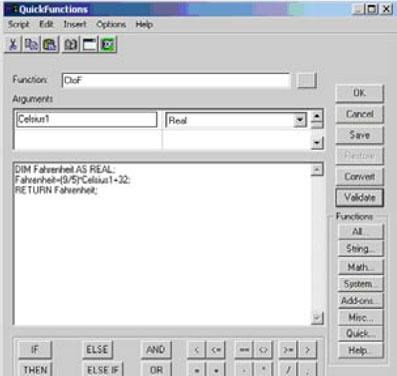 QuickFunctions
Script Edit Insert Options Help
Function: CtoF
Arguments
Celsius1 Real
DIM Fahrenheit AS REAL;
Fahrenheit=(9/5)*Celsius1+32;
RETURN Fahrenheit;
OK
Cancel
Save
Restore
Convert
Validate
Functions
All...
String...
Math...
System...
Add-ons...
Misc...
Quick...
Help...
IF ELSE AND < <= == <> >= >
THEN ELSE IF OR